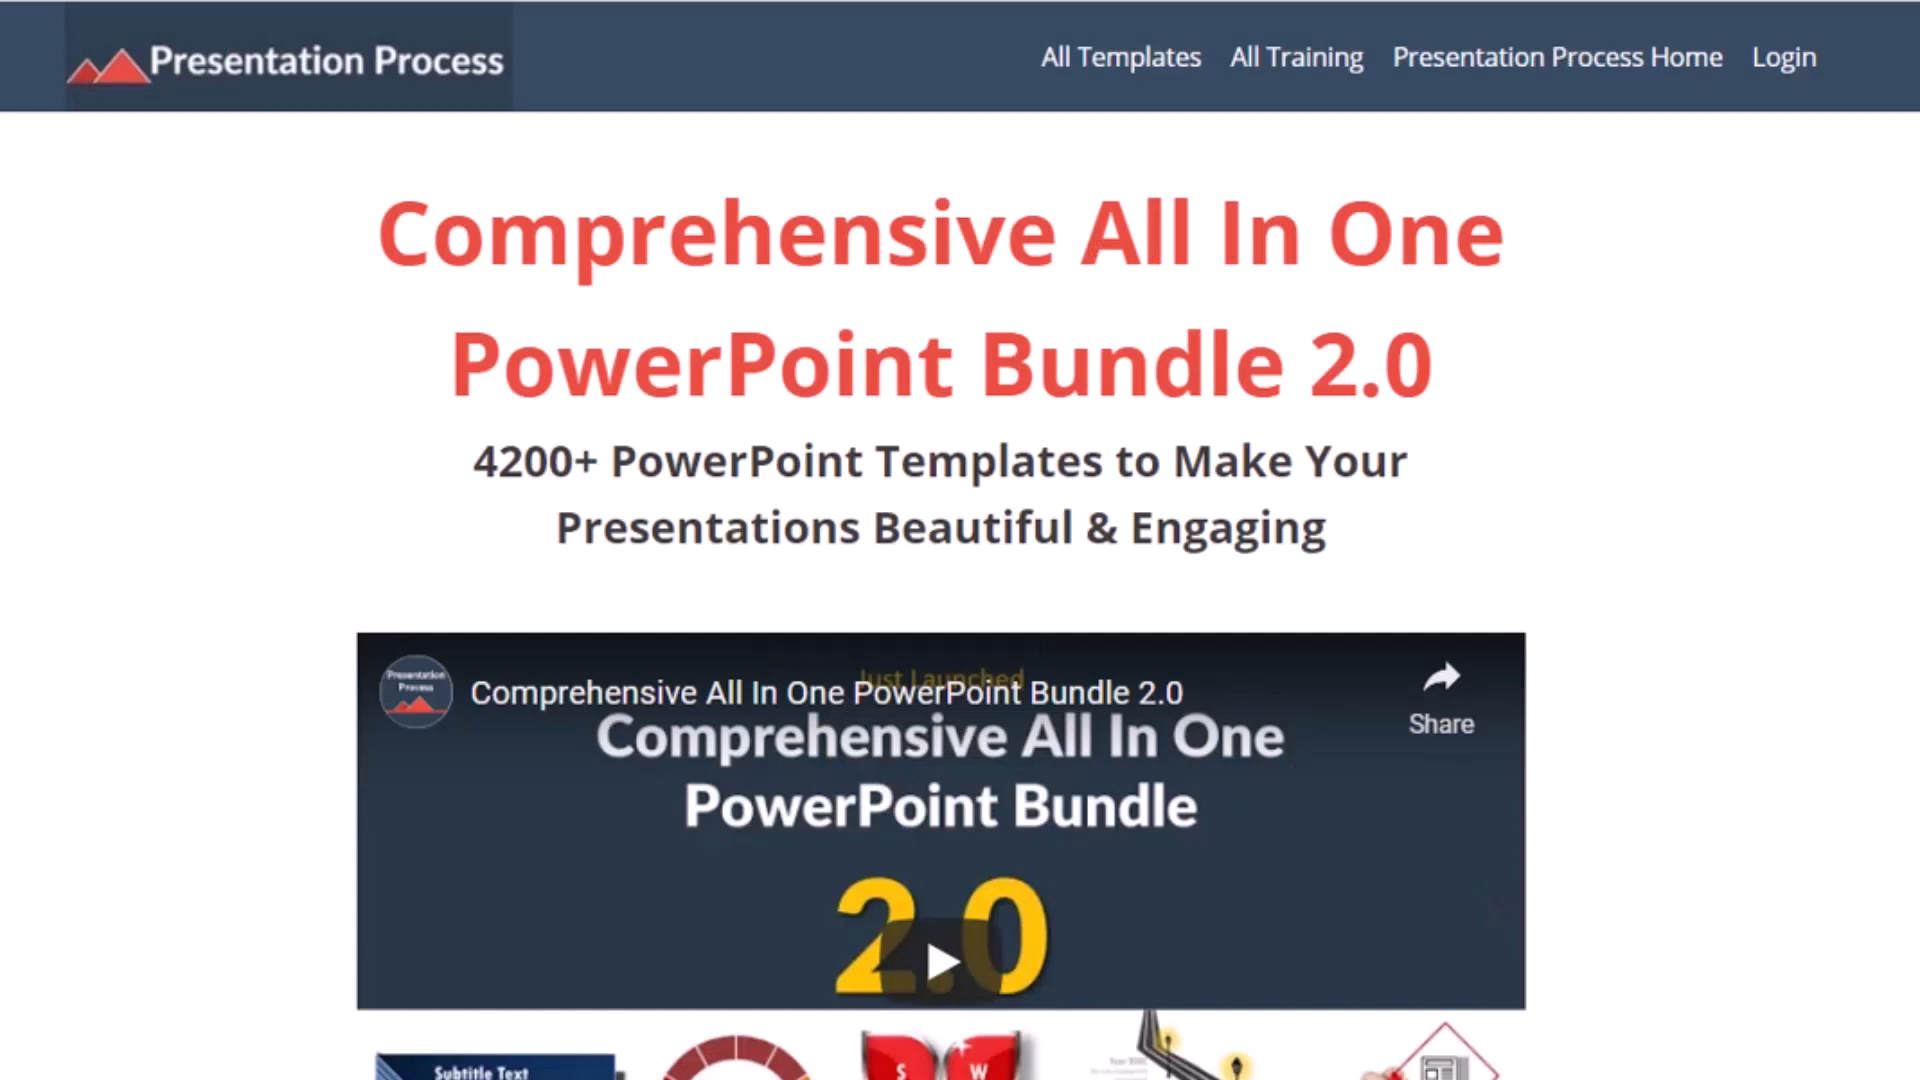 Presentation Process
All Templates All Training Presentation Process Home Login
Comprehensive All In One
PowerPoint Bundle 2.0
4200+ PowerPoint Templates to Make Your
Presentations Beautiful & Engaging
Presentation
Process
Just Launched
Comprehensive All In One PowerPoint Bundle 2.0
Share
Comprehensive All In One
PowerPoint Bundle
2.0
Subtitle Text
S W